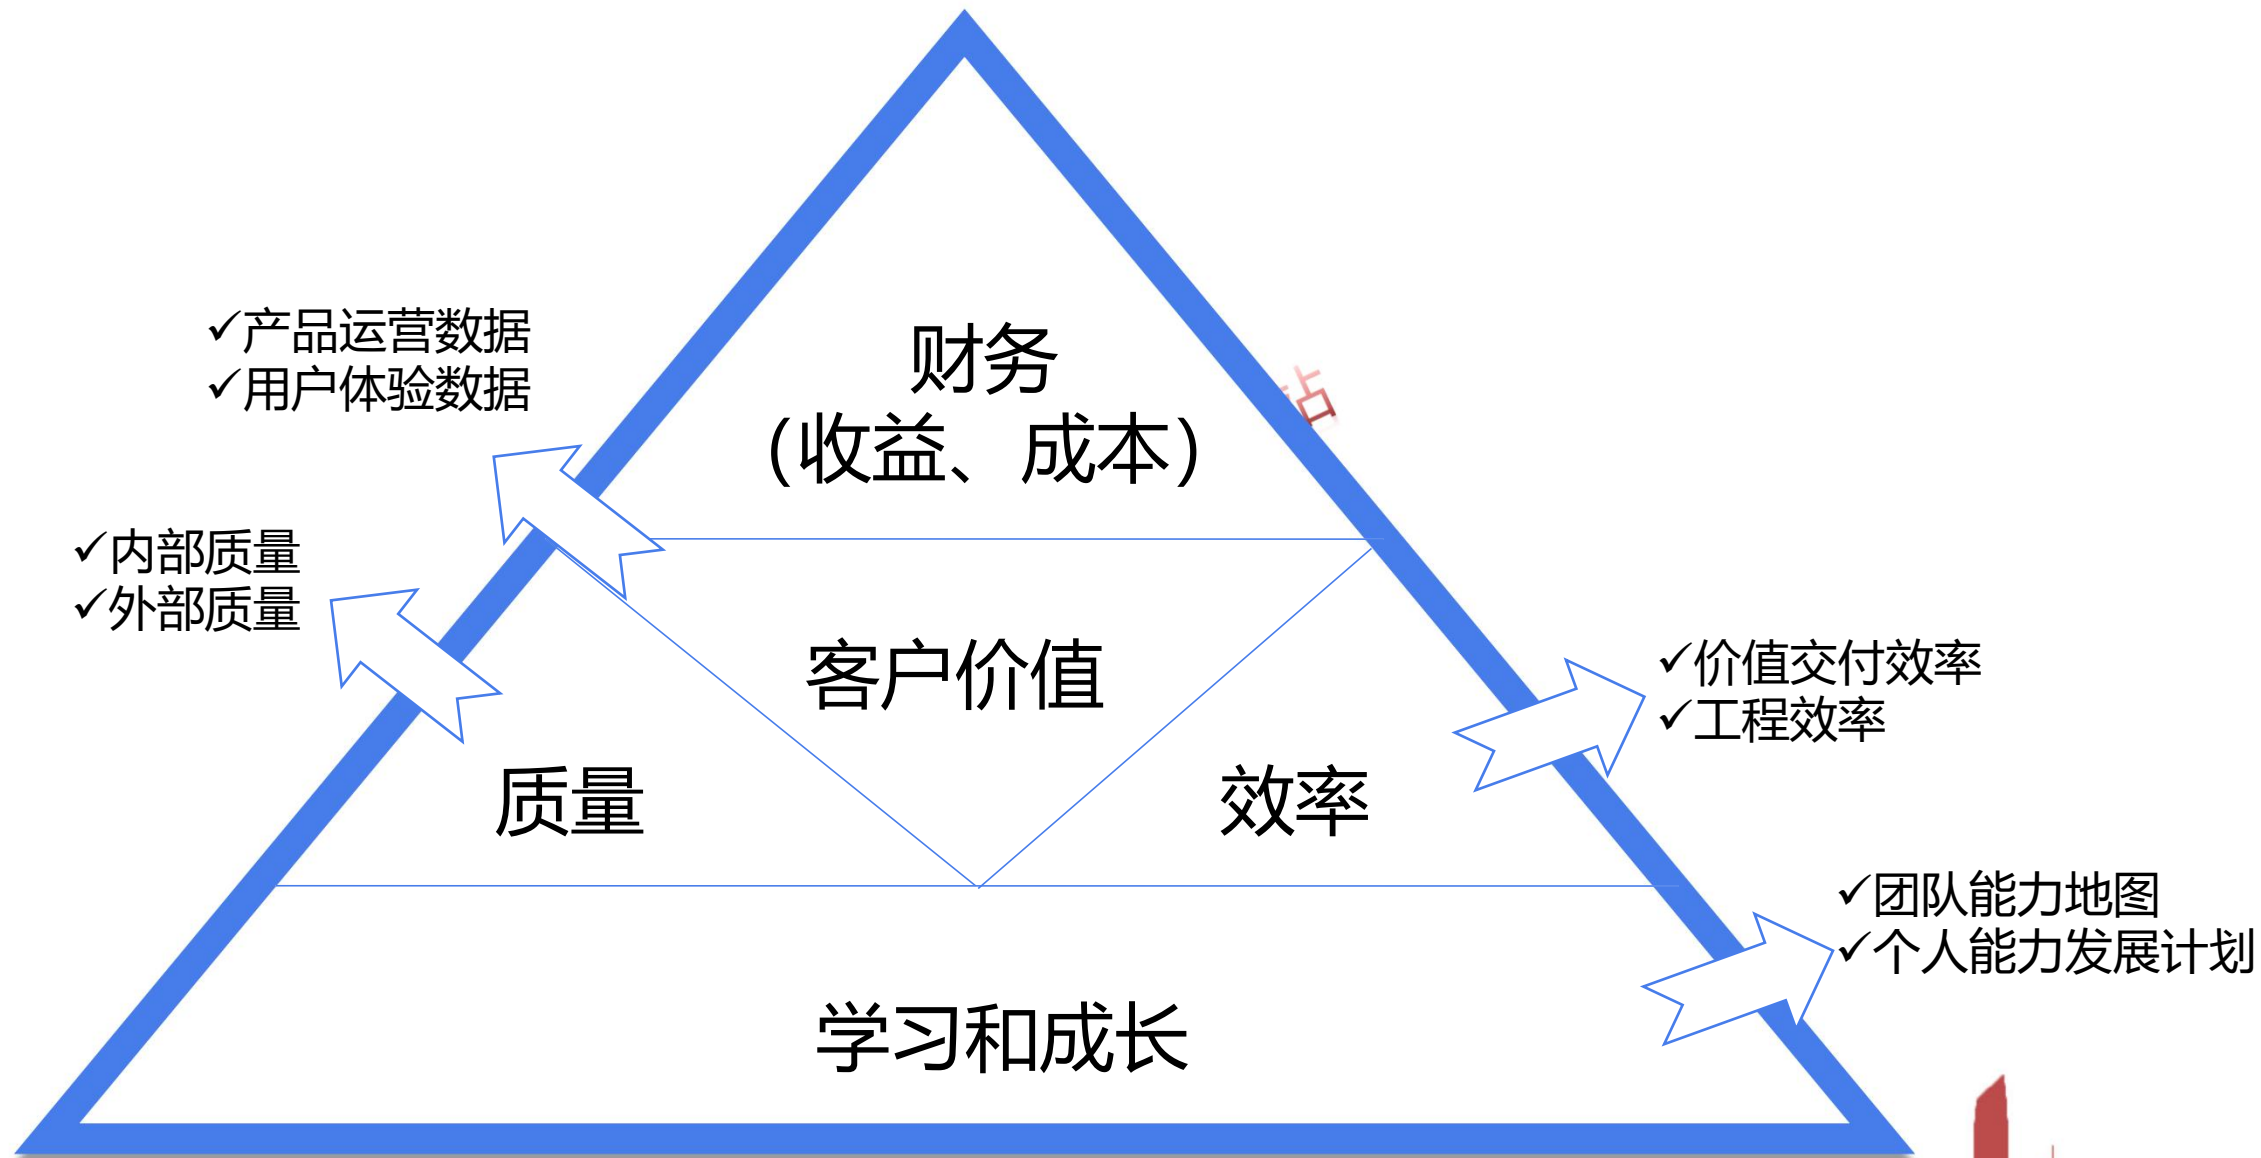 ✓产品运营数据
✓用户体验数据
财务
（收益、成本）
✓内部质量
✓外部质量
客户价值
✓价值交付效率
✓工程效率
质量
效率
✓团队能力地图
✓个人能力发展计划
学习和成长